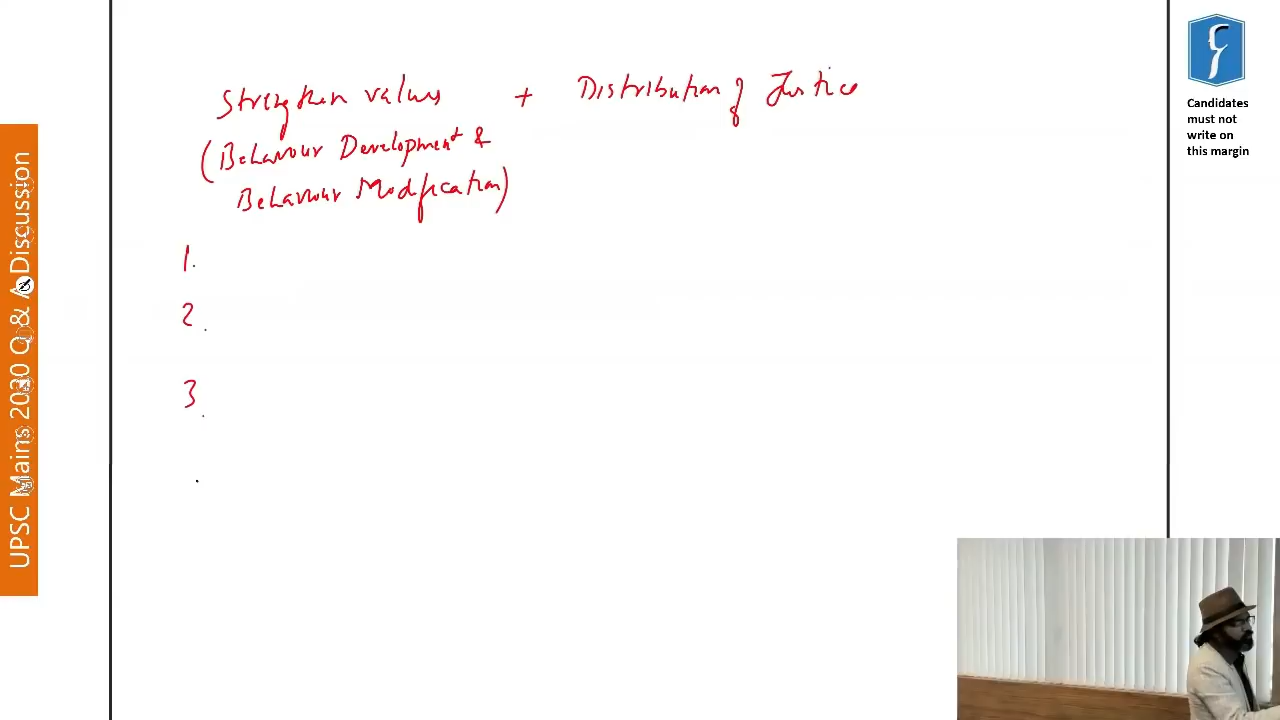 Strengthen values + Distribution of Justice
(Behaviour Development &
Behaviour Modification)
1.
2.
3.
Candidates
must not
write on
this margin
UPSC Mains 2030 Q & A Discussion